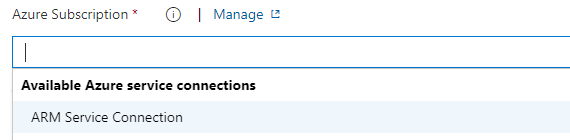 Azure Subscription * | Manage
Available Azure service connections
ARM Service Connection